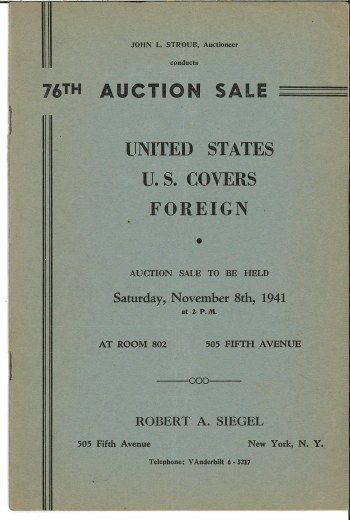 JOHN L. STROUB, Auctioneer
conducts
76TH AUCTION SALE
UNITED STATES
U. S. COVERS
FOREIGN
AUCTION SALE TO BE HELD
Saturday, November 8th, 1941
at 2 P. M.
AT ROOM 802 505 FIFTH AVENUE
ROBERT A. SIEGEL
505 Fifth Avenue New York, N. Y.
Telephone: VAnderbilt 6 - 5217